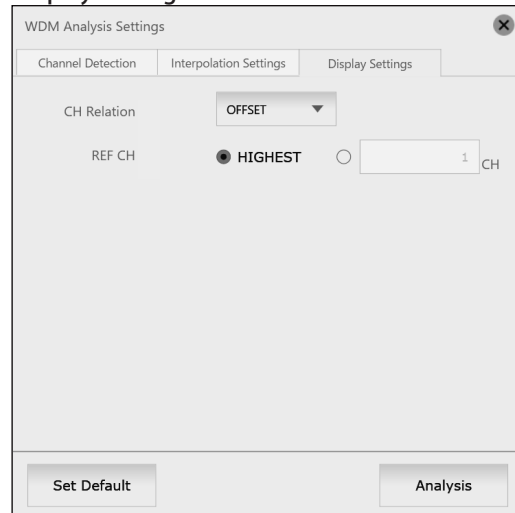 WDM Analysis Settings
Channel Detection Interpolation Settings Display Settings
CH Relation OFFSET
REF CH HIGHEST 1 CH
Set Default Analysis